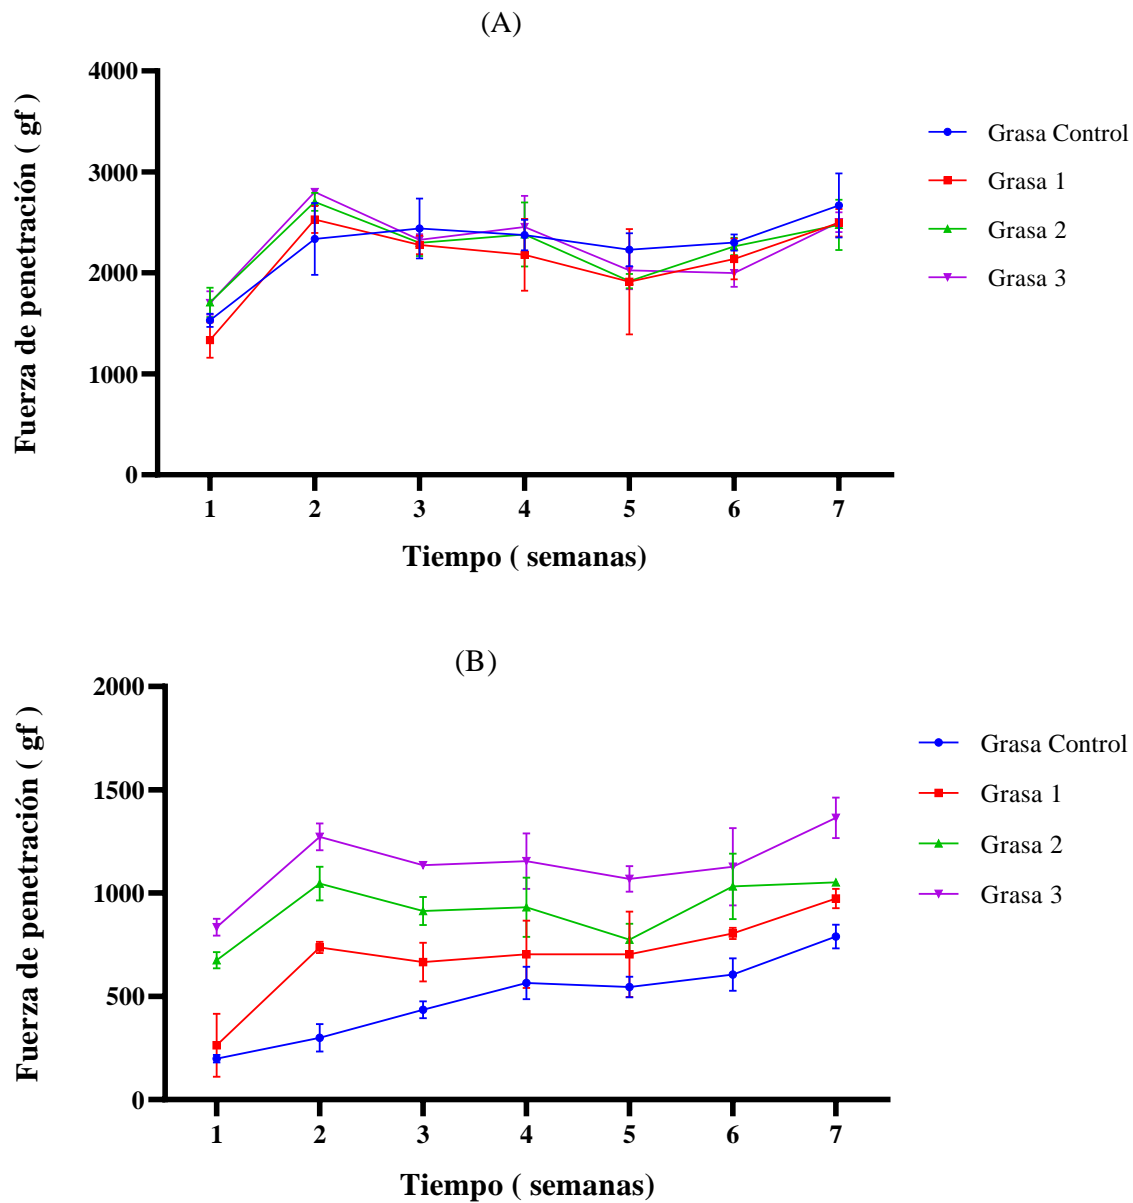 (A)
Fuerza de penetración ( gf )
4000
3000
2000
1000
0
1 2 3 4 5 6 7
Tiempo ( semanas)
Grasa Control
Grasa 1
Grasa 2
Grasa 3
(B)
Fuerza de penetración ( gf )
2000
1500
1000
500
0
1 2 3 4 5 6 7
Tiempo ( semanas)
Grasa Control
Grasa 1
Grasa 2
Grasa 3